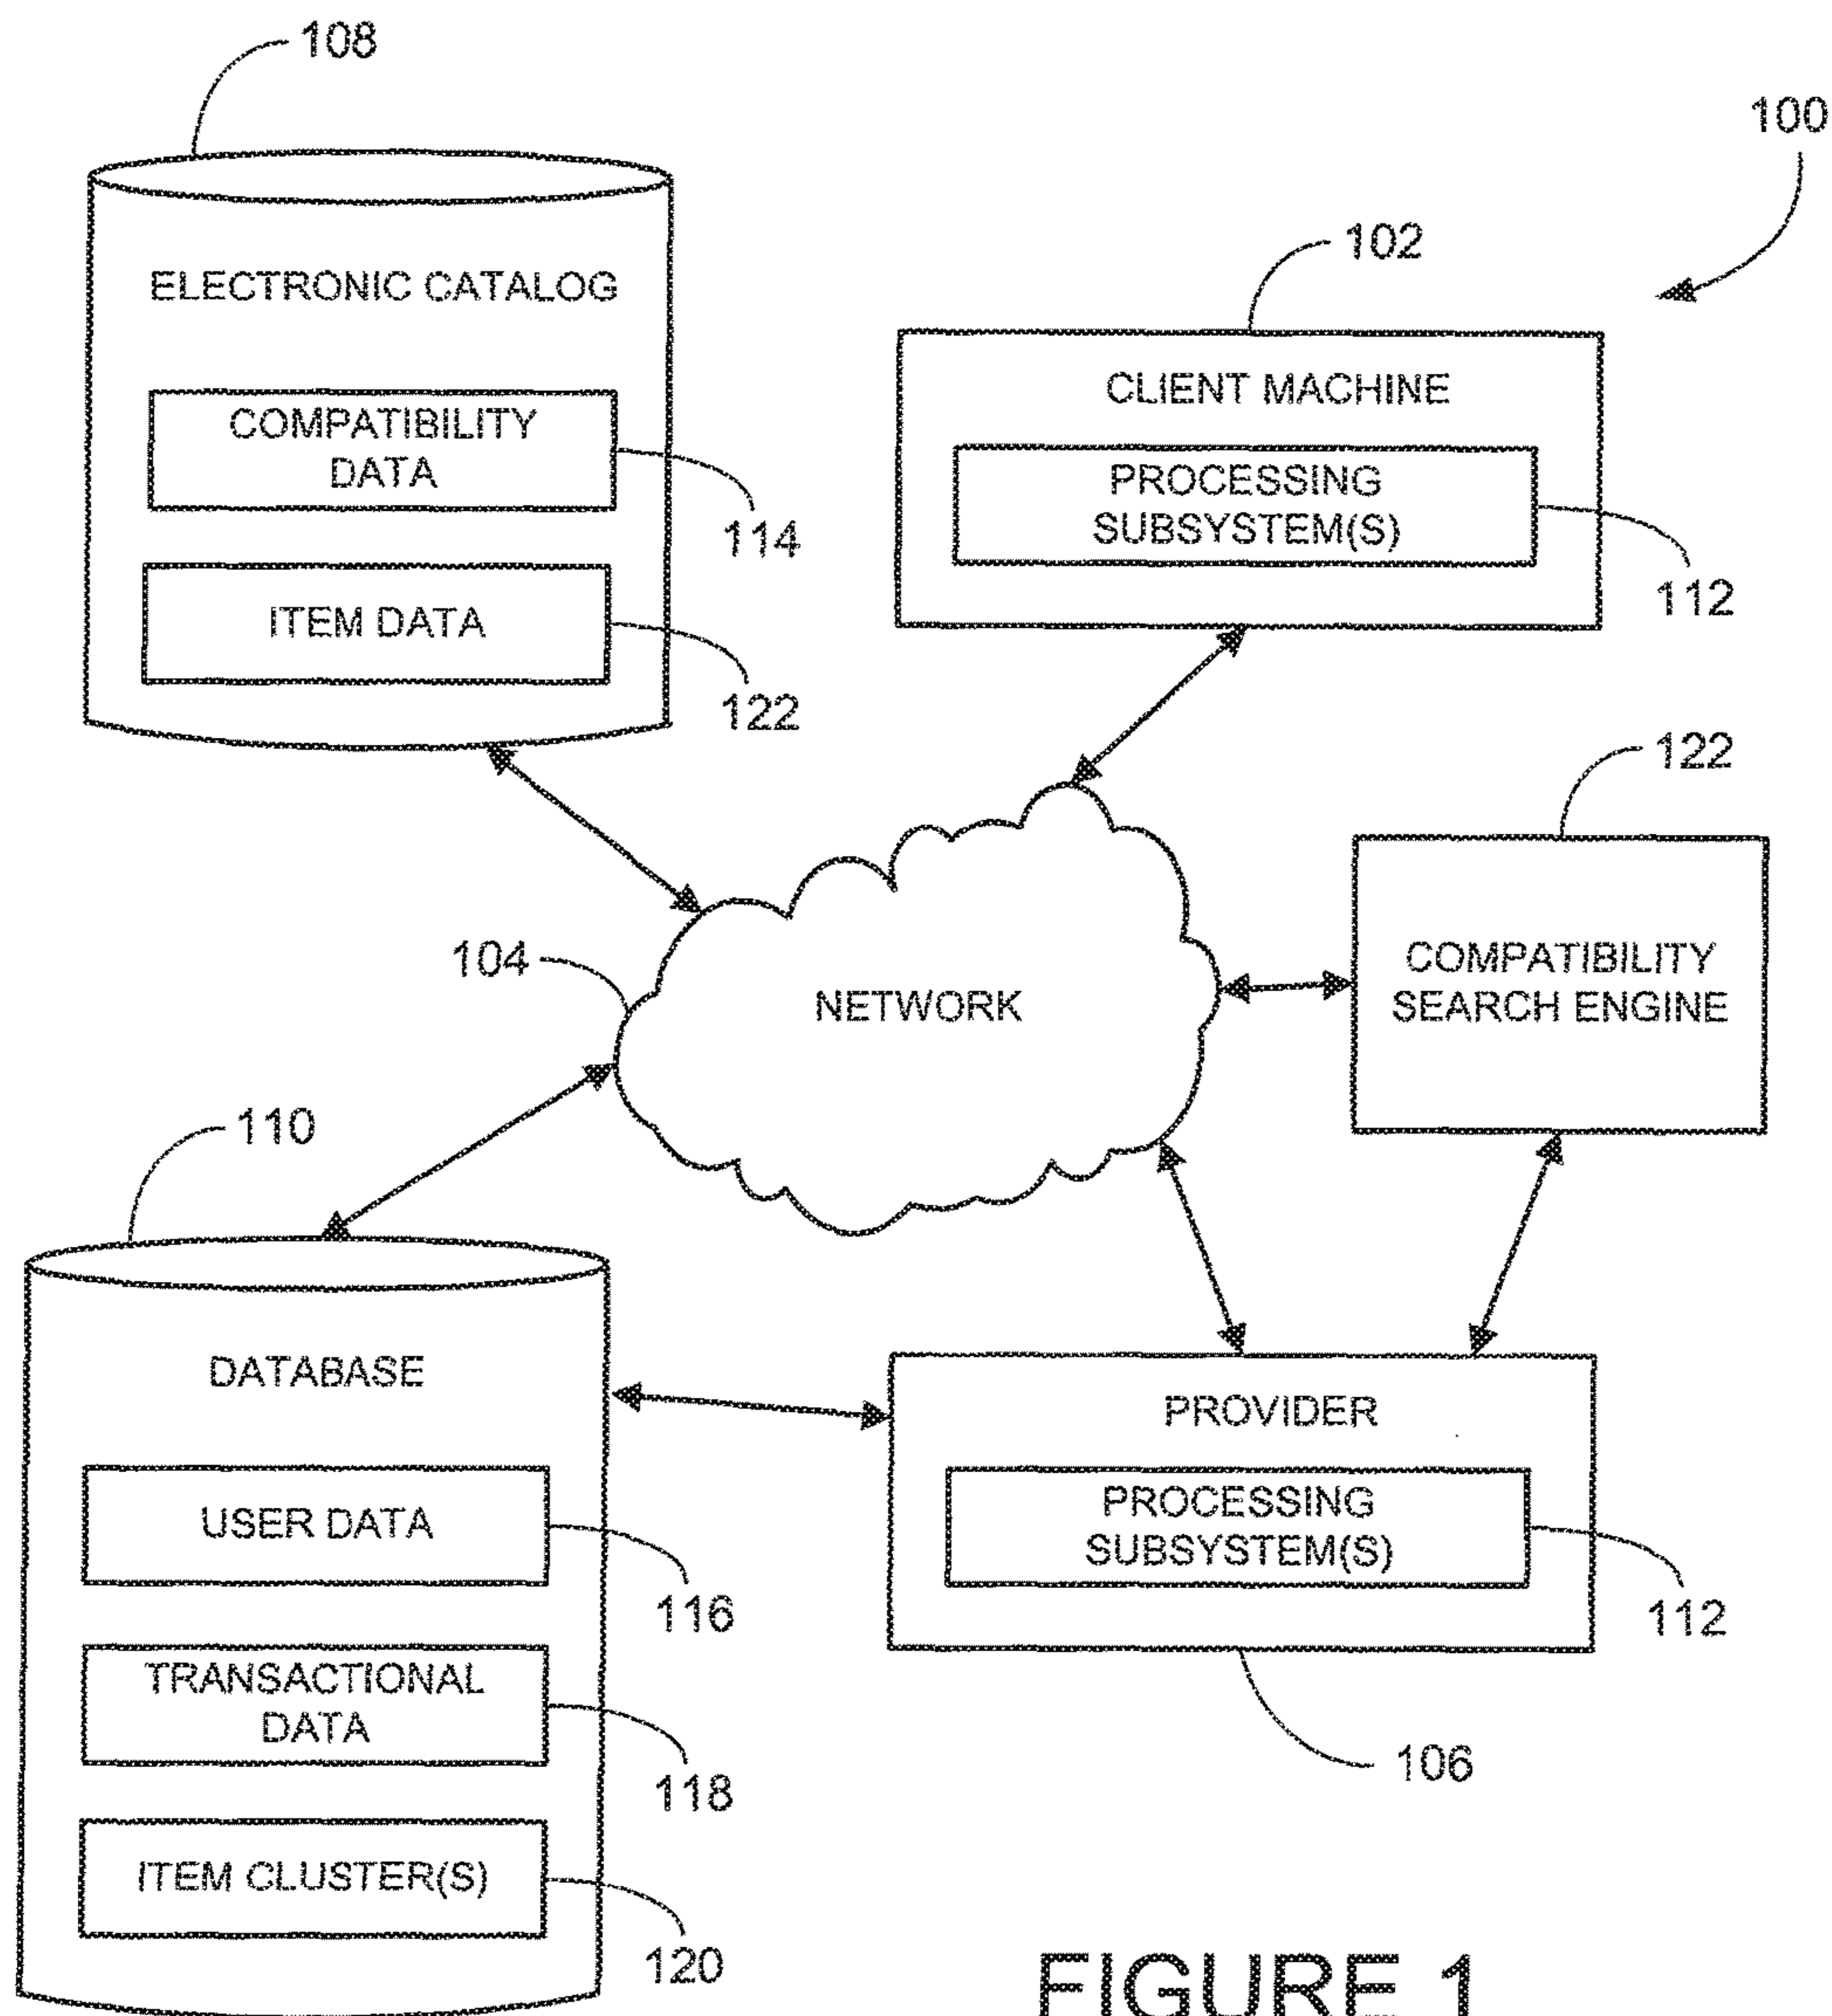 108
100
ELECTRONIC CATALOG
COMPATIBILITY
DATA
114
ITEM DATA
122
102
CLIENT MACHINE
PROCESSING
SUBSYSTEM(S)
112
122
COMPATIBILITY
SEARCH ENGINE
104
NETWORK
110
DATABASE
USER DATA
116
TRANSACTIONAL
DATA
118
ITEM CLUSTER(S)
120
PROVIDER
PROCESSING
SUBSYSTEM(S)
112
106
FIGURE 1